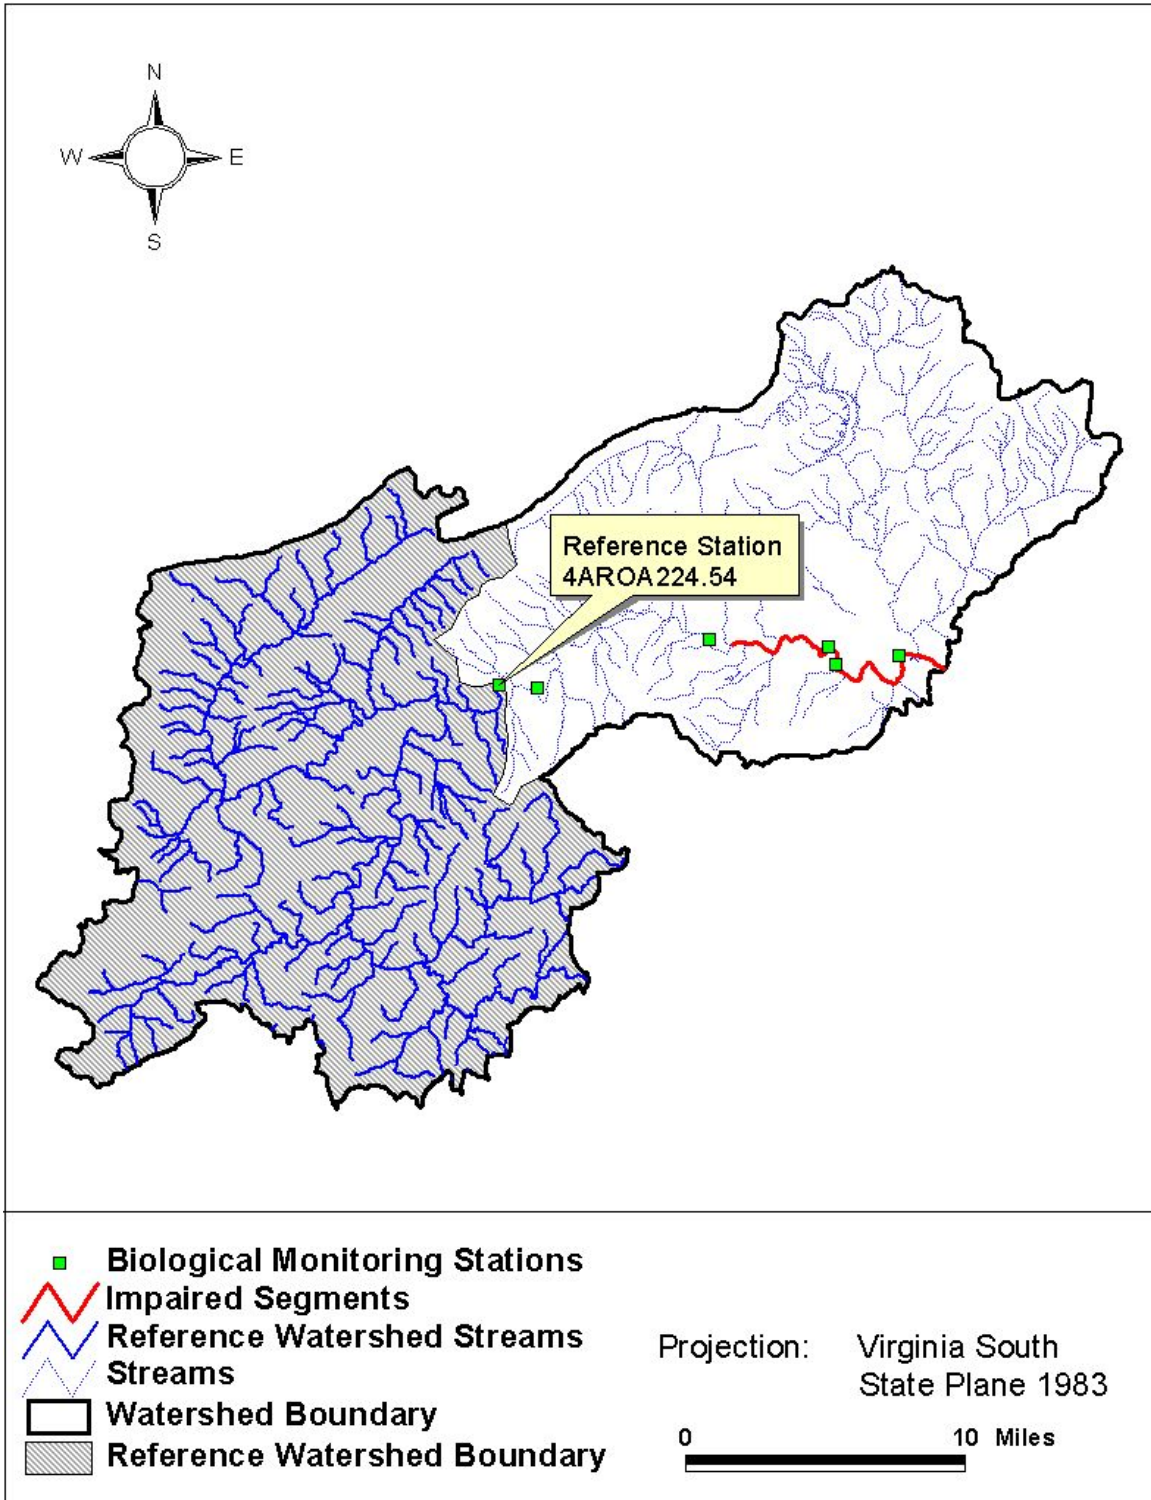 N
W E
S
Reference Station
4AROA224.54
Biological Monitoring Stations
Impaired Segments
Reference Watershed Streams
Streams
Watershed Boundary
Reference Watershed Boundary
Projection: Virginia South
State Plane 1983
0 10 Miles